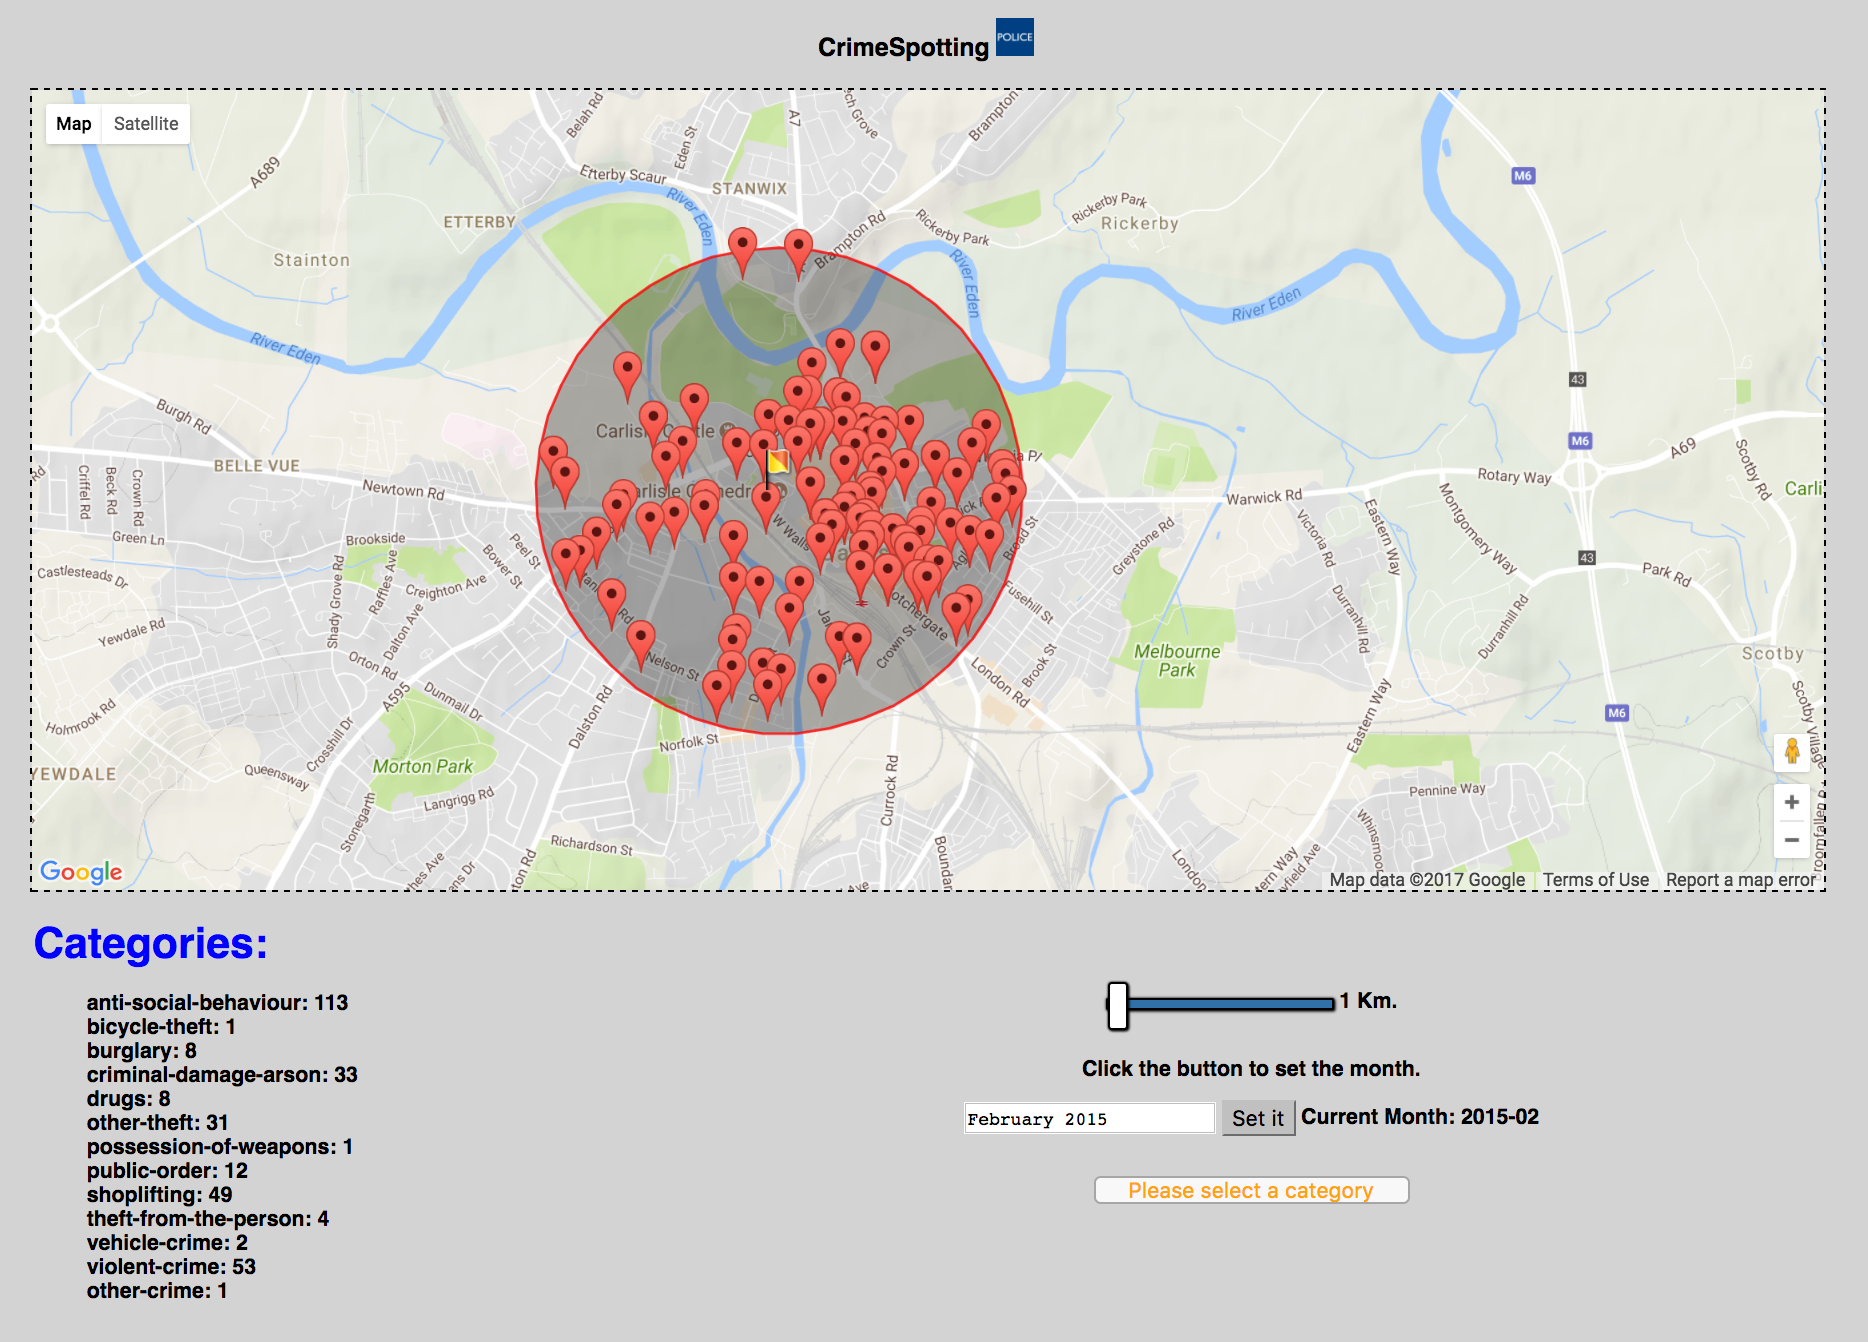 CrimeSpotting POLICE
Map Satellite
Belah Rd
A7
Brampton
A689
Eden St
Etterby Scaur
STANWIX
M6
River Eden
ETTERBY
Brampton Rd
Rickerby Park
Rickerby Park
Rickerby
Stainton
River Eden
River Eden
River Eden
43
Burgh Rd
M6
A69
Scotby Rd
BELLE VUE
Newtown Rd
Rotary Way
Warwick Rd
Criffel Rd
Beck Rd
Crown Rd
Green Ln
Brookside
Peel St
Bower St
W Walls
Broad St
Greystone Rd
Victoria Rd
Eastern Way
Montgomery Way
43
Park Rd
Castlesteads Dr
Shady Grove Rd
Raffles Ave
Creighton Ave
Dalton Ave
Fusehill St
Durranhill Rd
Durranhill Rd
Yewdale Rd
Orton Rd
Nelson St
Crown St
Brook St
Melbourne
Park
Scotby
A595
Dunmail Dr
London Rd
Holmrook Rd
Crosshill Dr
Dalston Rd
Norfolk St
Eastern Way
M6
Scotby Village
YEWDALE
Queensway
Morton Park
Langrigg Rd
Stonegarth
Currock Rd
Pennine Way
Richardson St
Google
Map data ©2017 Google Terms of Use Report a map error
Categories:
anti-social-behaviour: 113
bicycle-theft: 1
burglary: 8
criminal-damage-arson: 33
drugs: 8
other-theft: 31
possession-of-weapons: 1
public-order: 12
shoplifting: 49
theft-from-the-person: 4
vehicle-crime: 2
violent-crime: 53
other-crime: 1
1 Km.
Click the button to set the month.
February 2015 Set it Current Month: 2015-02
Please select a category